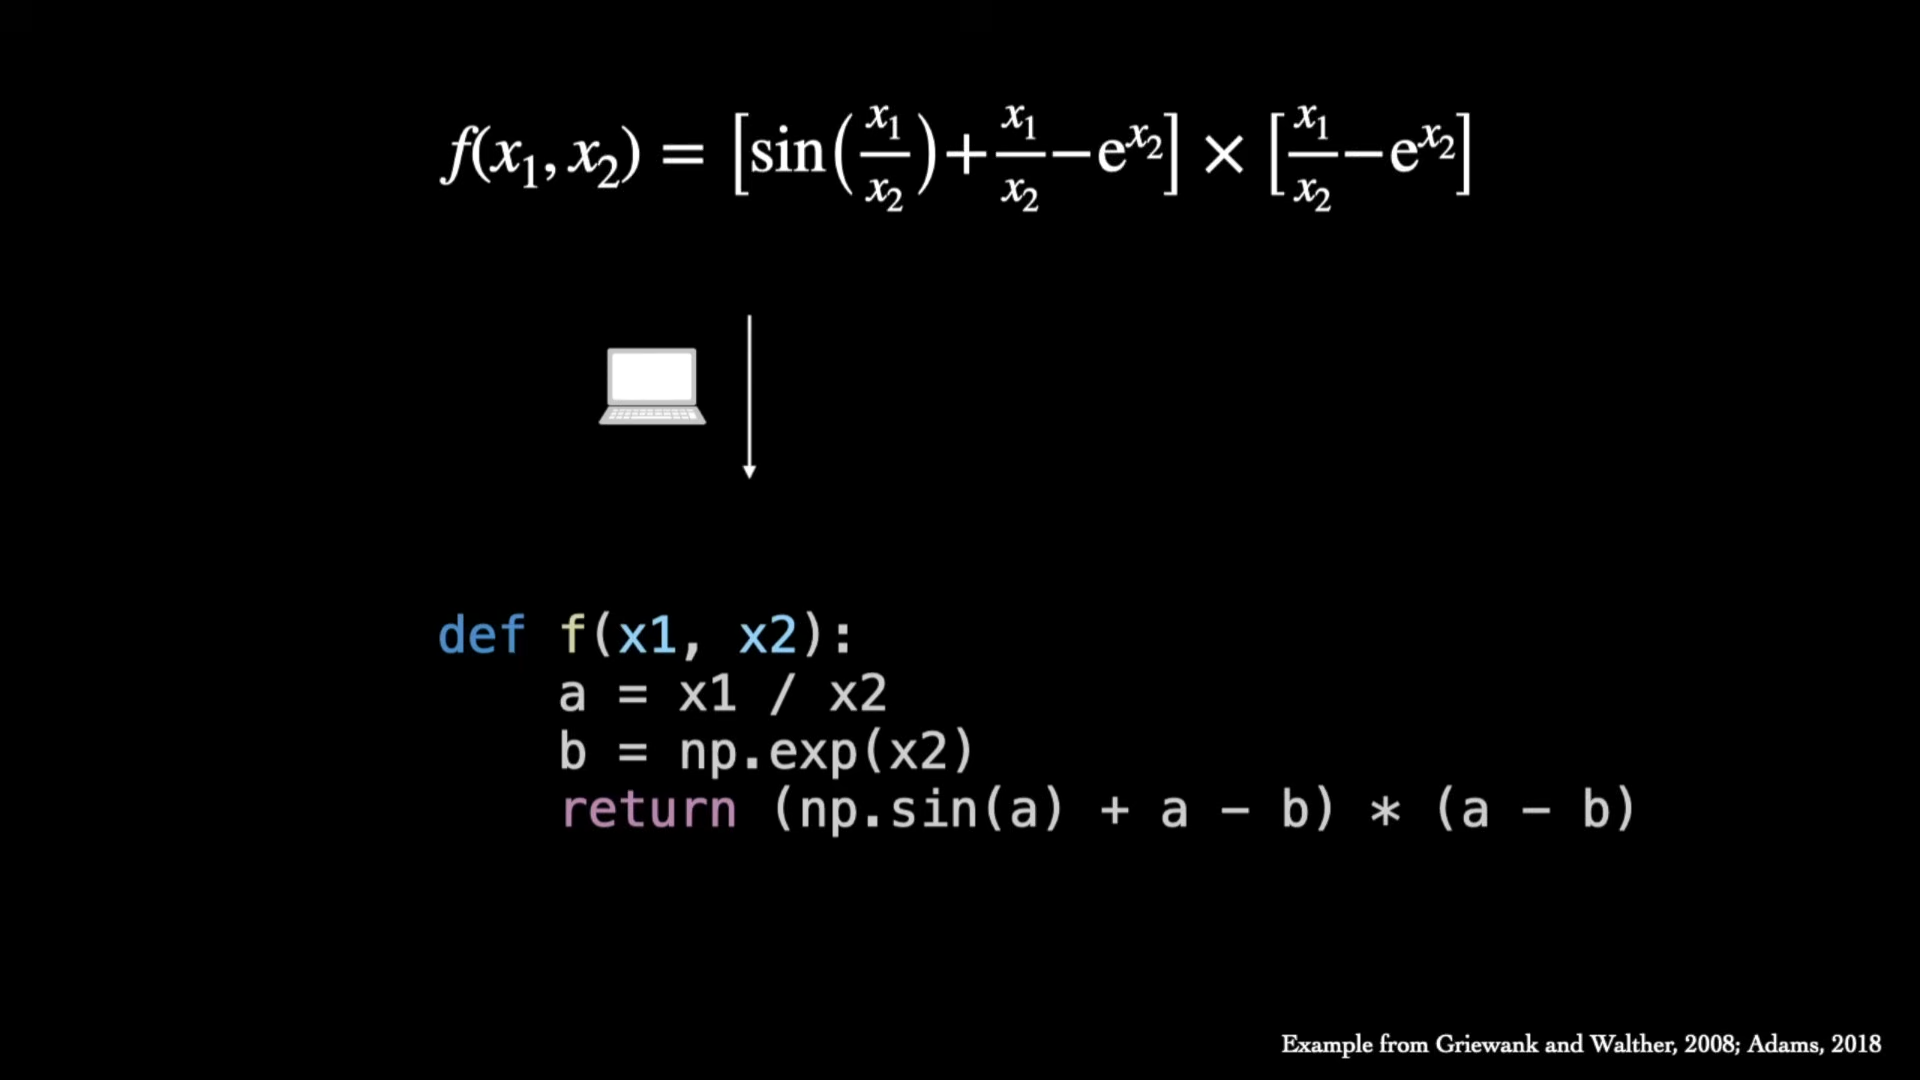 f(x₁, x₂) = [sin(x₁/x₂) + x₁/x₂ − e^x₂] × [x₁/x₂ − e^x₂]
def f(x1, x2):
    a = x1 / x2
    b = np.exp(x2)
    return (np.sin(a) + a − b) * (a − b)
Example from Griewank and Walther, 2008; Adams, 2018